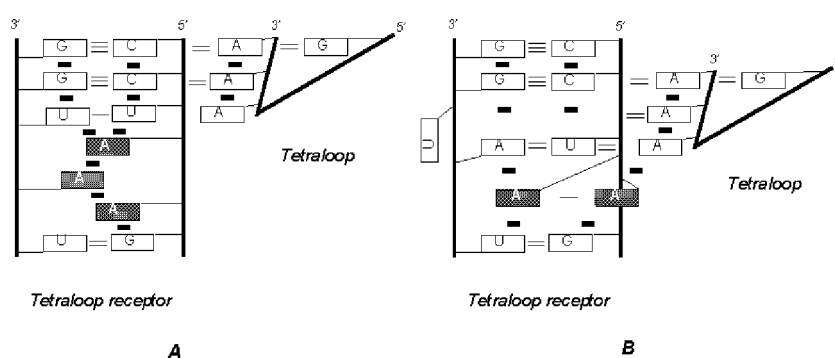 3' 5' 3' 5'
G C A G
G C A
U U A
A
A
A
U G
Tetraloop
Tetraloop receptor
A
3' 5'
G C
3'
G C A G
A
U
A U A
A A
U G
Tetraloop
Tetraloop receptor
B